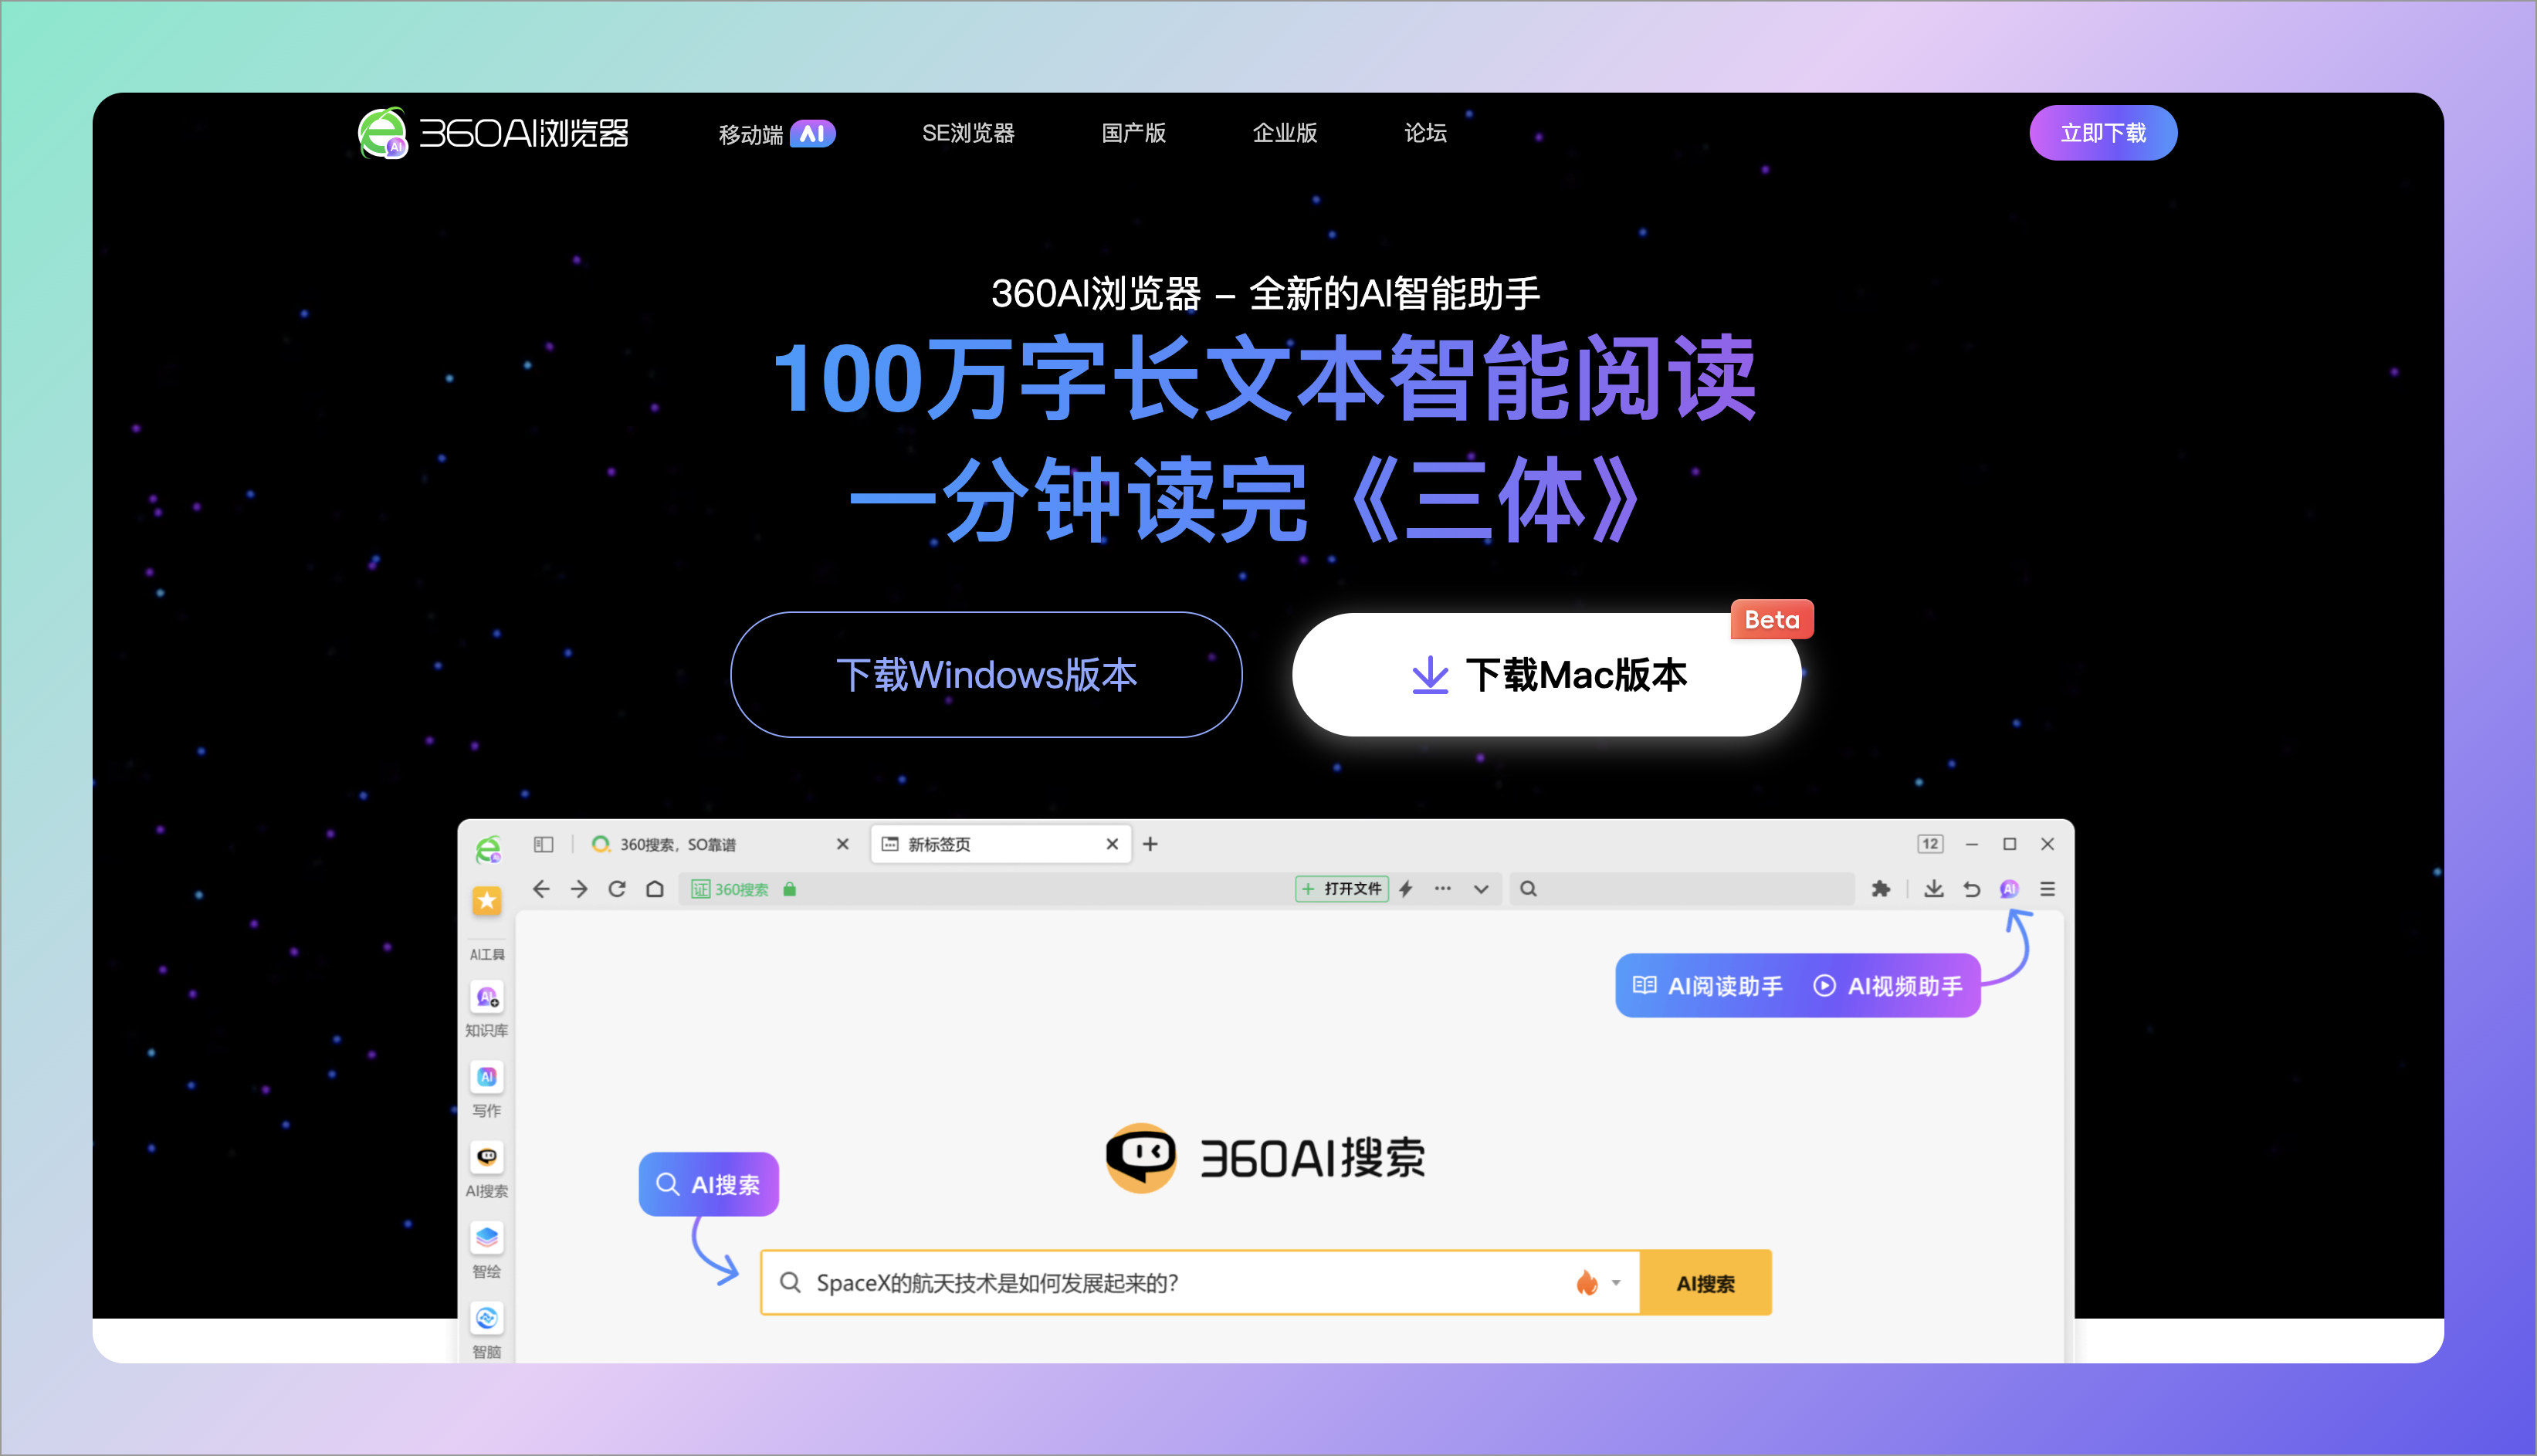 360AI浏览器
移动端 AI
SE浏览器
国产版
企业版
论坛
立即下载
360AI浏览器 – 全新的AI智能助手
100万字长文本智能阅读
一分钟读完《三体》
下载Windows版本
下载Mac版本
Beta
360搜索，SO靠谱
新标签页
12
证 360搜索
打开文件
AI
AI工具
AI
知识库
AI
写作
AI搜索
智绘
智脑
AI阅读助手
AI视频助手
360AI搜索
AI搜索
SpaceX的航天技术是如何发展起来的?
AI搜索